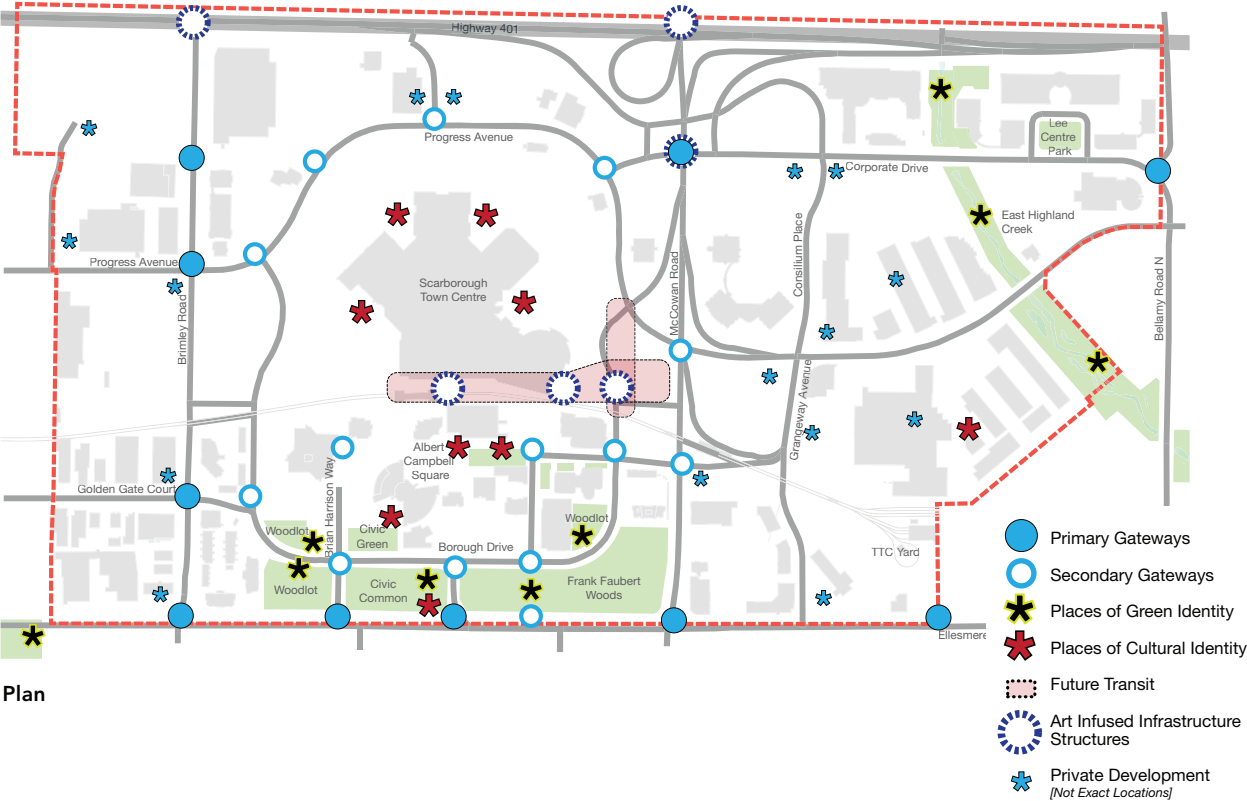 Highway 401
Progress Avenue
Lee
Centre
Park
Corporate Drive
East Highland
Creek
Consilium Place
Progress Avenue
McCowan Road
Scarborough
Town Centre
Bellamy Road N
Brimley Road
Grangeway Avenue
Albert
Campbell
Square
Brian Harrison Way
Golden Gate Court
Woodlot
Civic
Green
Woodlot
Borough Drive
TTC Yard
Woodlot
Civic
Common
Frank Faubert
Woods
Ellesmere
Primary Gateways
Secondary Gateways
Places of Green Identity
Places of Cultural Identity
Future Transit
Art Infused Infrastructure
Structures
Private Development
[Not Exact Locations]
Plan